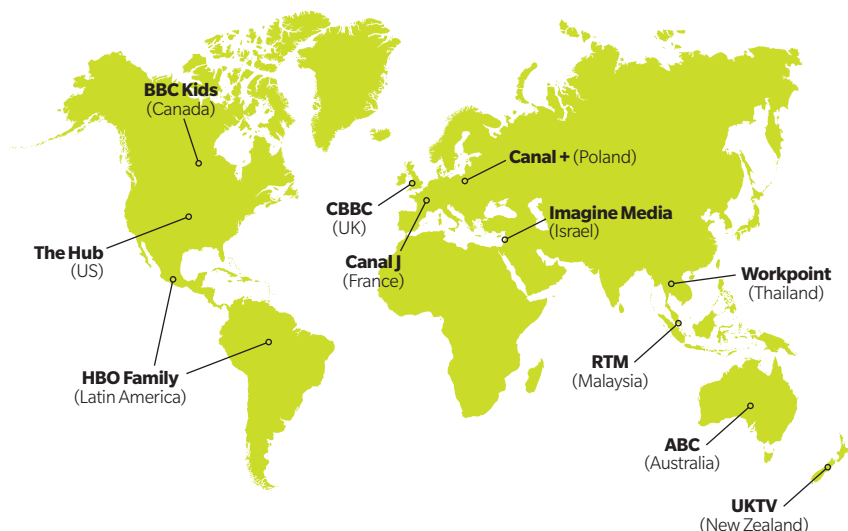 BBC Kids
(Canada)
Canal + (Poland)
CBBC
(UK)
Imagine Media
(Israel)
The Hub
(US)
Canal J
(France)
Workpoint
(Thailand)
HBO Family
(Latin America)
RTM
(Malaysia)
ABC
(Australia)
UKTV
(New Zealand)